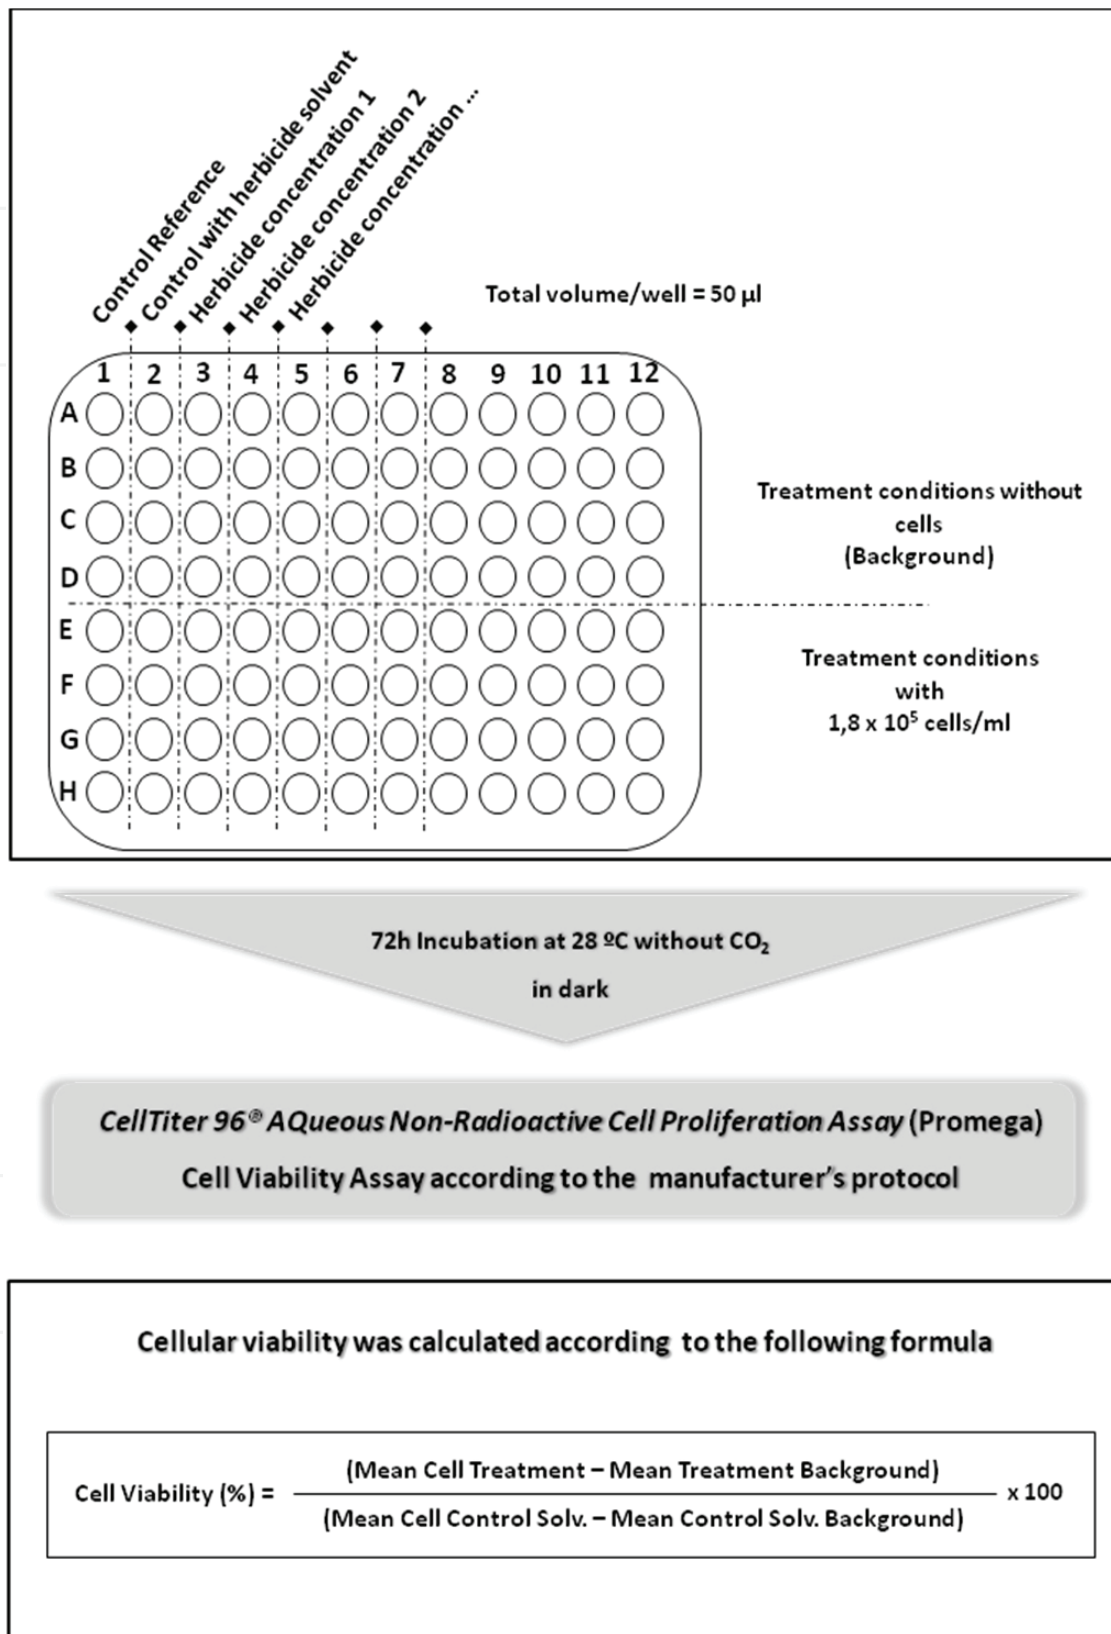 Control Reference
Control with herbicide solvent
Herbicide concentration 1
Herbicide concentration 2
Herbicide concentration ...
Total volume/well = 50 µl
1 2 3 4 5 6 7 8 9 10 11 12
A
B
C
D
E
F
G
H
Treatment conditions without
cells
(Background)
Treatment conditions
with
1,8 x 10⁵ cells/ml
72h Incubation at 28 ºC without CO₂
in dark
CellTiter 96® AQueous Non-Radioactive Cell Proliferation Assay (Promega)
Cell Viability Assay according to the manufacturer's protocol
Cellular viability was calculated according to the following formula
(Mean Cell Treatment – Mean Treatment Background)
Cell Viability (%) = x 100
(Mean Cell Control Solv. – Mean Control Solv. Background)